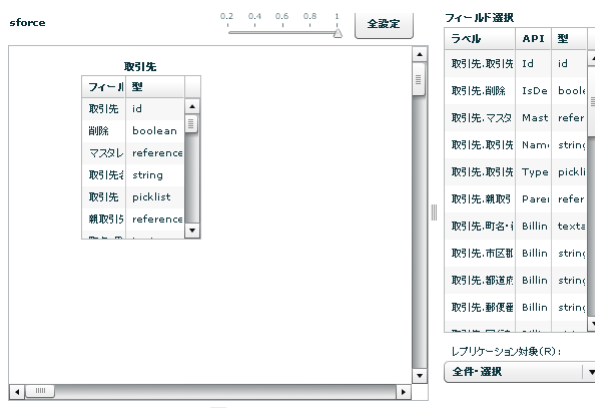 sforce
0.2 0.4 0.6 0.8 1
全設定
取引先
フィール 型
取引先 id
削除 boolean
マスタレ reference
取引先名 string
取引先 picklist
親取引先 reference
フィールド選択
ラベル API 型
取引先.取引先 Id id
取引先.削除 IsDe boole
取引先.マスタ Mast refer
取引先.取引先 Nam string
取引先.取引先 Type pickli
取引先.親取引 Paren refer
取引先.町名・ Billin texta
取引先.市区郡 Billin string
取引先.都道府 Billin string
取引先.郵便番 Billin string
レプリケーション対象(R):
全件・選択